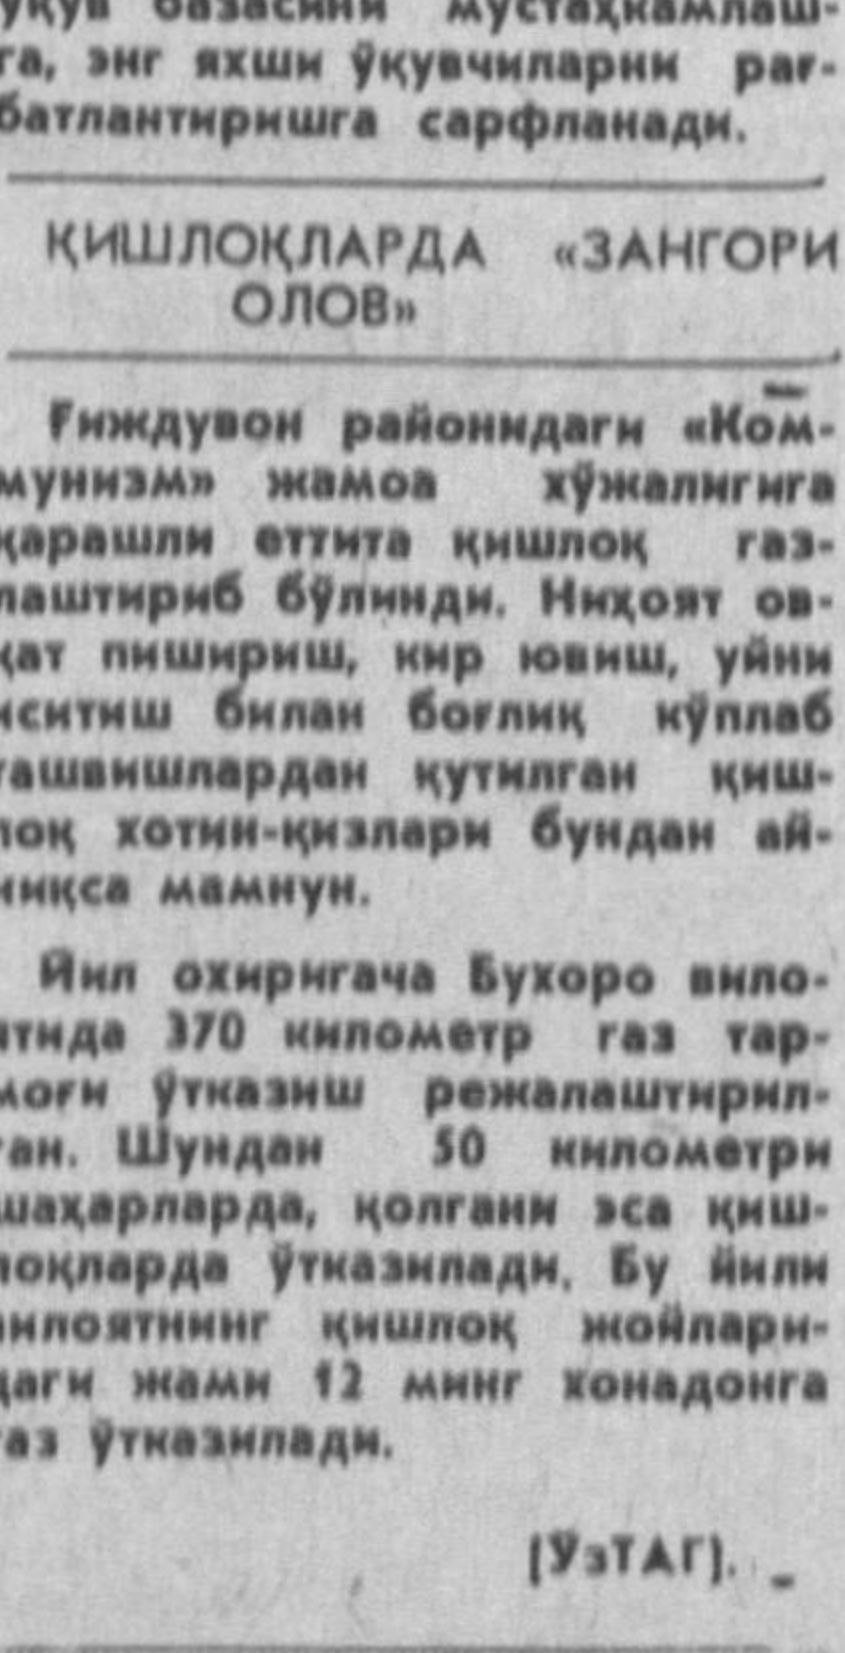 ўқув базасини мустаҳкамлаш-
га, энг яхши ўқувчиларни рағ-
батлантиришга сарфланади.
ҚИШЛОҚЛАРДА «ЗАНГОРИ
ОЛОВ»
Ғиждувон районидаги «Ком-
мунизм» жамоа хўжалигига
қарашли еттита қишлоқ газ-
лаштириб бўлинди. Ниҳоят ов-
қат пишириш, кир ювиш, уйни
иситиш билан боғлиқ кўплаб
ташвишлардан қутилган қиш-
лоқ хотин-қизлари бундан ай-
ниқса мамнун.
Йил охиригача Бухоро вило-
ятида 370 километр газ тар-
моғи ўтказиш режалаштирил-
ган. Шундан 50 километри
шаҳарларда, қолгани эса қиш-
лоқларда ўтказилади. Бу йили
вилоятнинг қишлоқ жойлари-
даги жами 12 минг хонадонга
газ ўтказилади.
(ЎзТАГ).